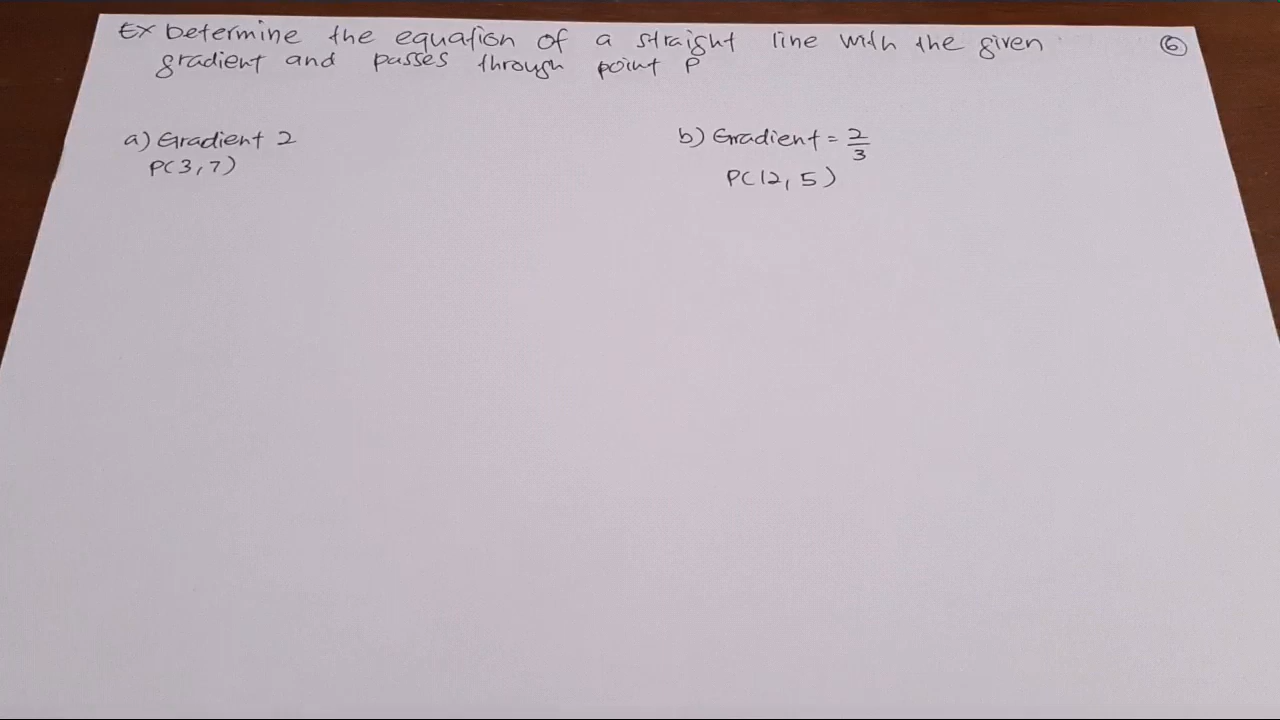 Ex Determine the equation of a straight line with the given
gradient and passes through point P
⑥
a) Gradient 2
P(3, 7)
b) Gradient = 2/3
P(12, 5)